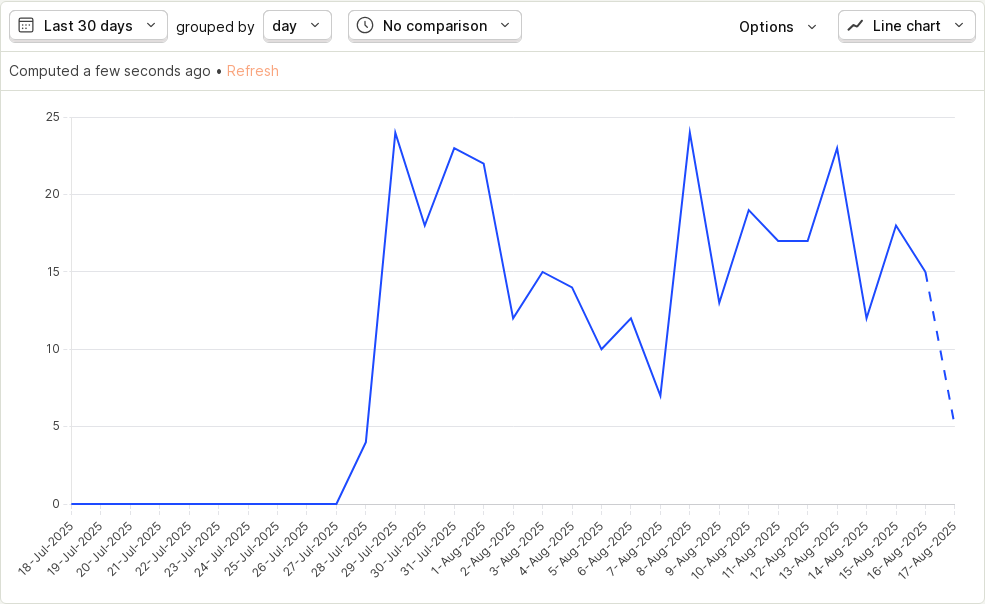 Last 30 days grouped by day No comparison Options Line chart
Computed a few seconds ago • Refresh
25
20
15
10
5
0
18-Jul-2025
19-Jul-2025
20-Jul-2025
21-Jul-2025
22-Jul-2025
23-Jul-2025
24-Jul-2025
25-Jul-2025
26-Jul-2025
27-Jul-2025
28-Jul-2025
29-Jul-2025
30-Jul-2025
31-Jul-2025
1-Aug-2025
2-Aug-2025
3-Aug-2025
4-Aug-2025
5-Aug-2025
6-Aug-2025
7-Aug-2025
8-Aug-2025
9-Aug-2025
10-Aug-2025
11-Aug-2025
12-Aug-2025
13-Aug-2025
14-Aug-2025
15-Aug-2025
16-Aug-2025
17-Aug-2025